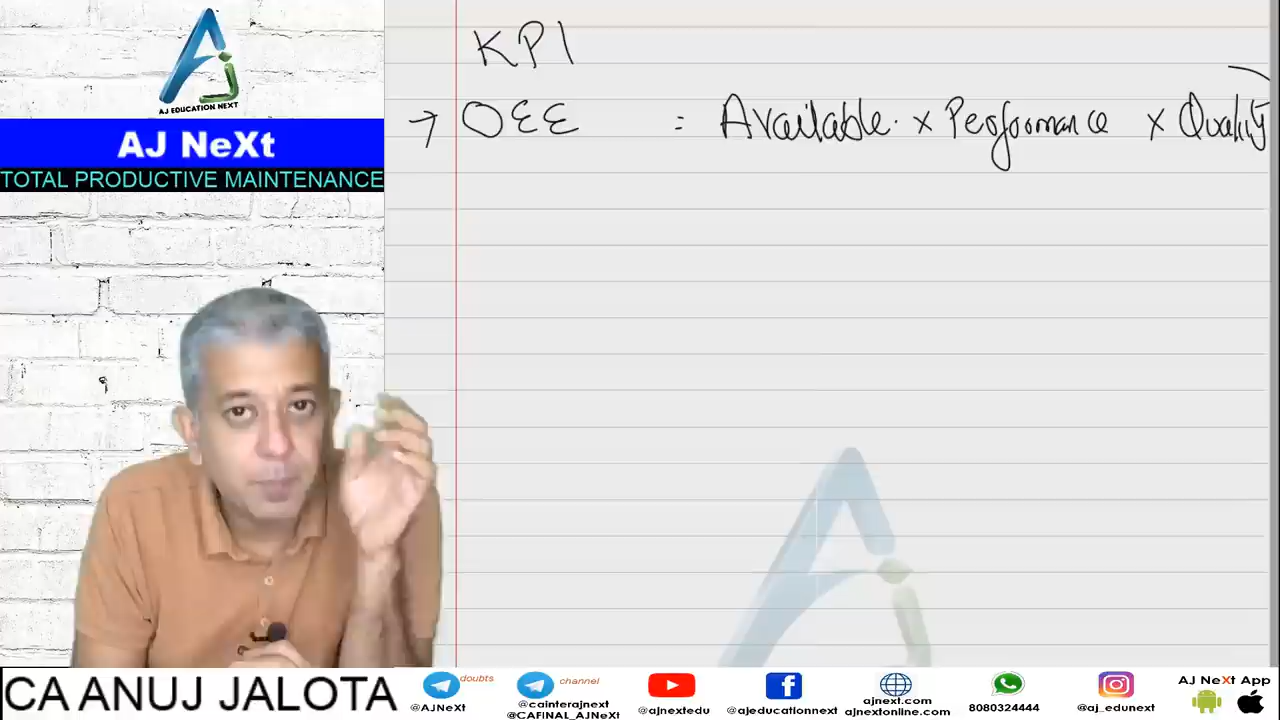 AJ EDUCATION NEXT
AJ NeXt
TOTAL PRODUCTIVE MAINTENANCE
KPI
→ OEE = Available. x Performance x Quality
CA ANUJ JALOTA
doubts
@AJNeXt
channel
@cainterajnext
@CAFINAL_AJNeXt
@ajnextedu
@ajeducationnext
ajnext.com
ajnextonline.com
8080324444
@aj_edunext
AJ NeXt App